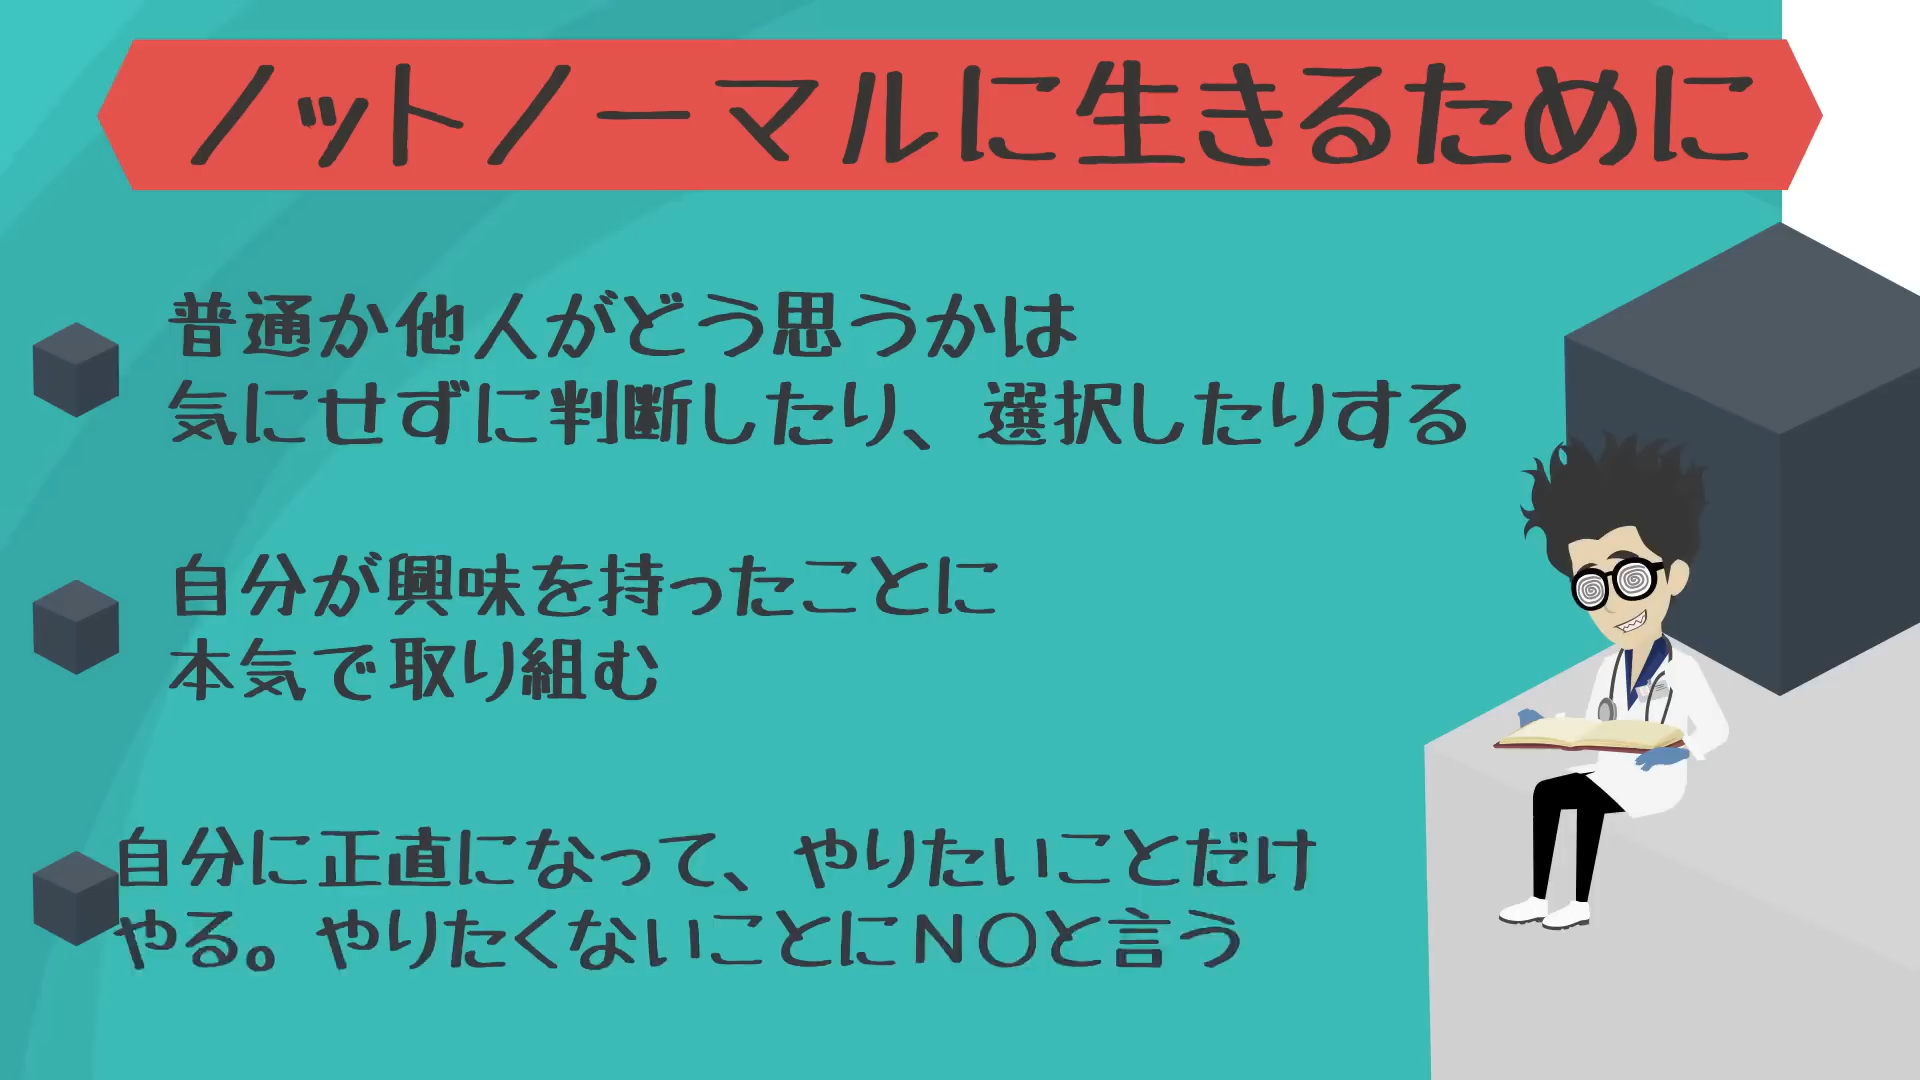 ノットノーマルに生きるために
普通か他人がどう思うかは
気にせずに判断したり、選択したりする
自分が興味を持ったことに
本気で取り組む
自分に正直になって、やりたいことだけ
やる。やりたくないことにＮＯと言う